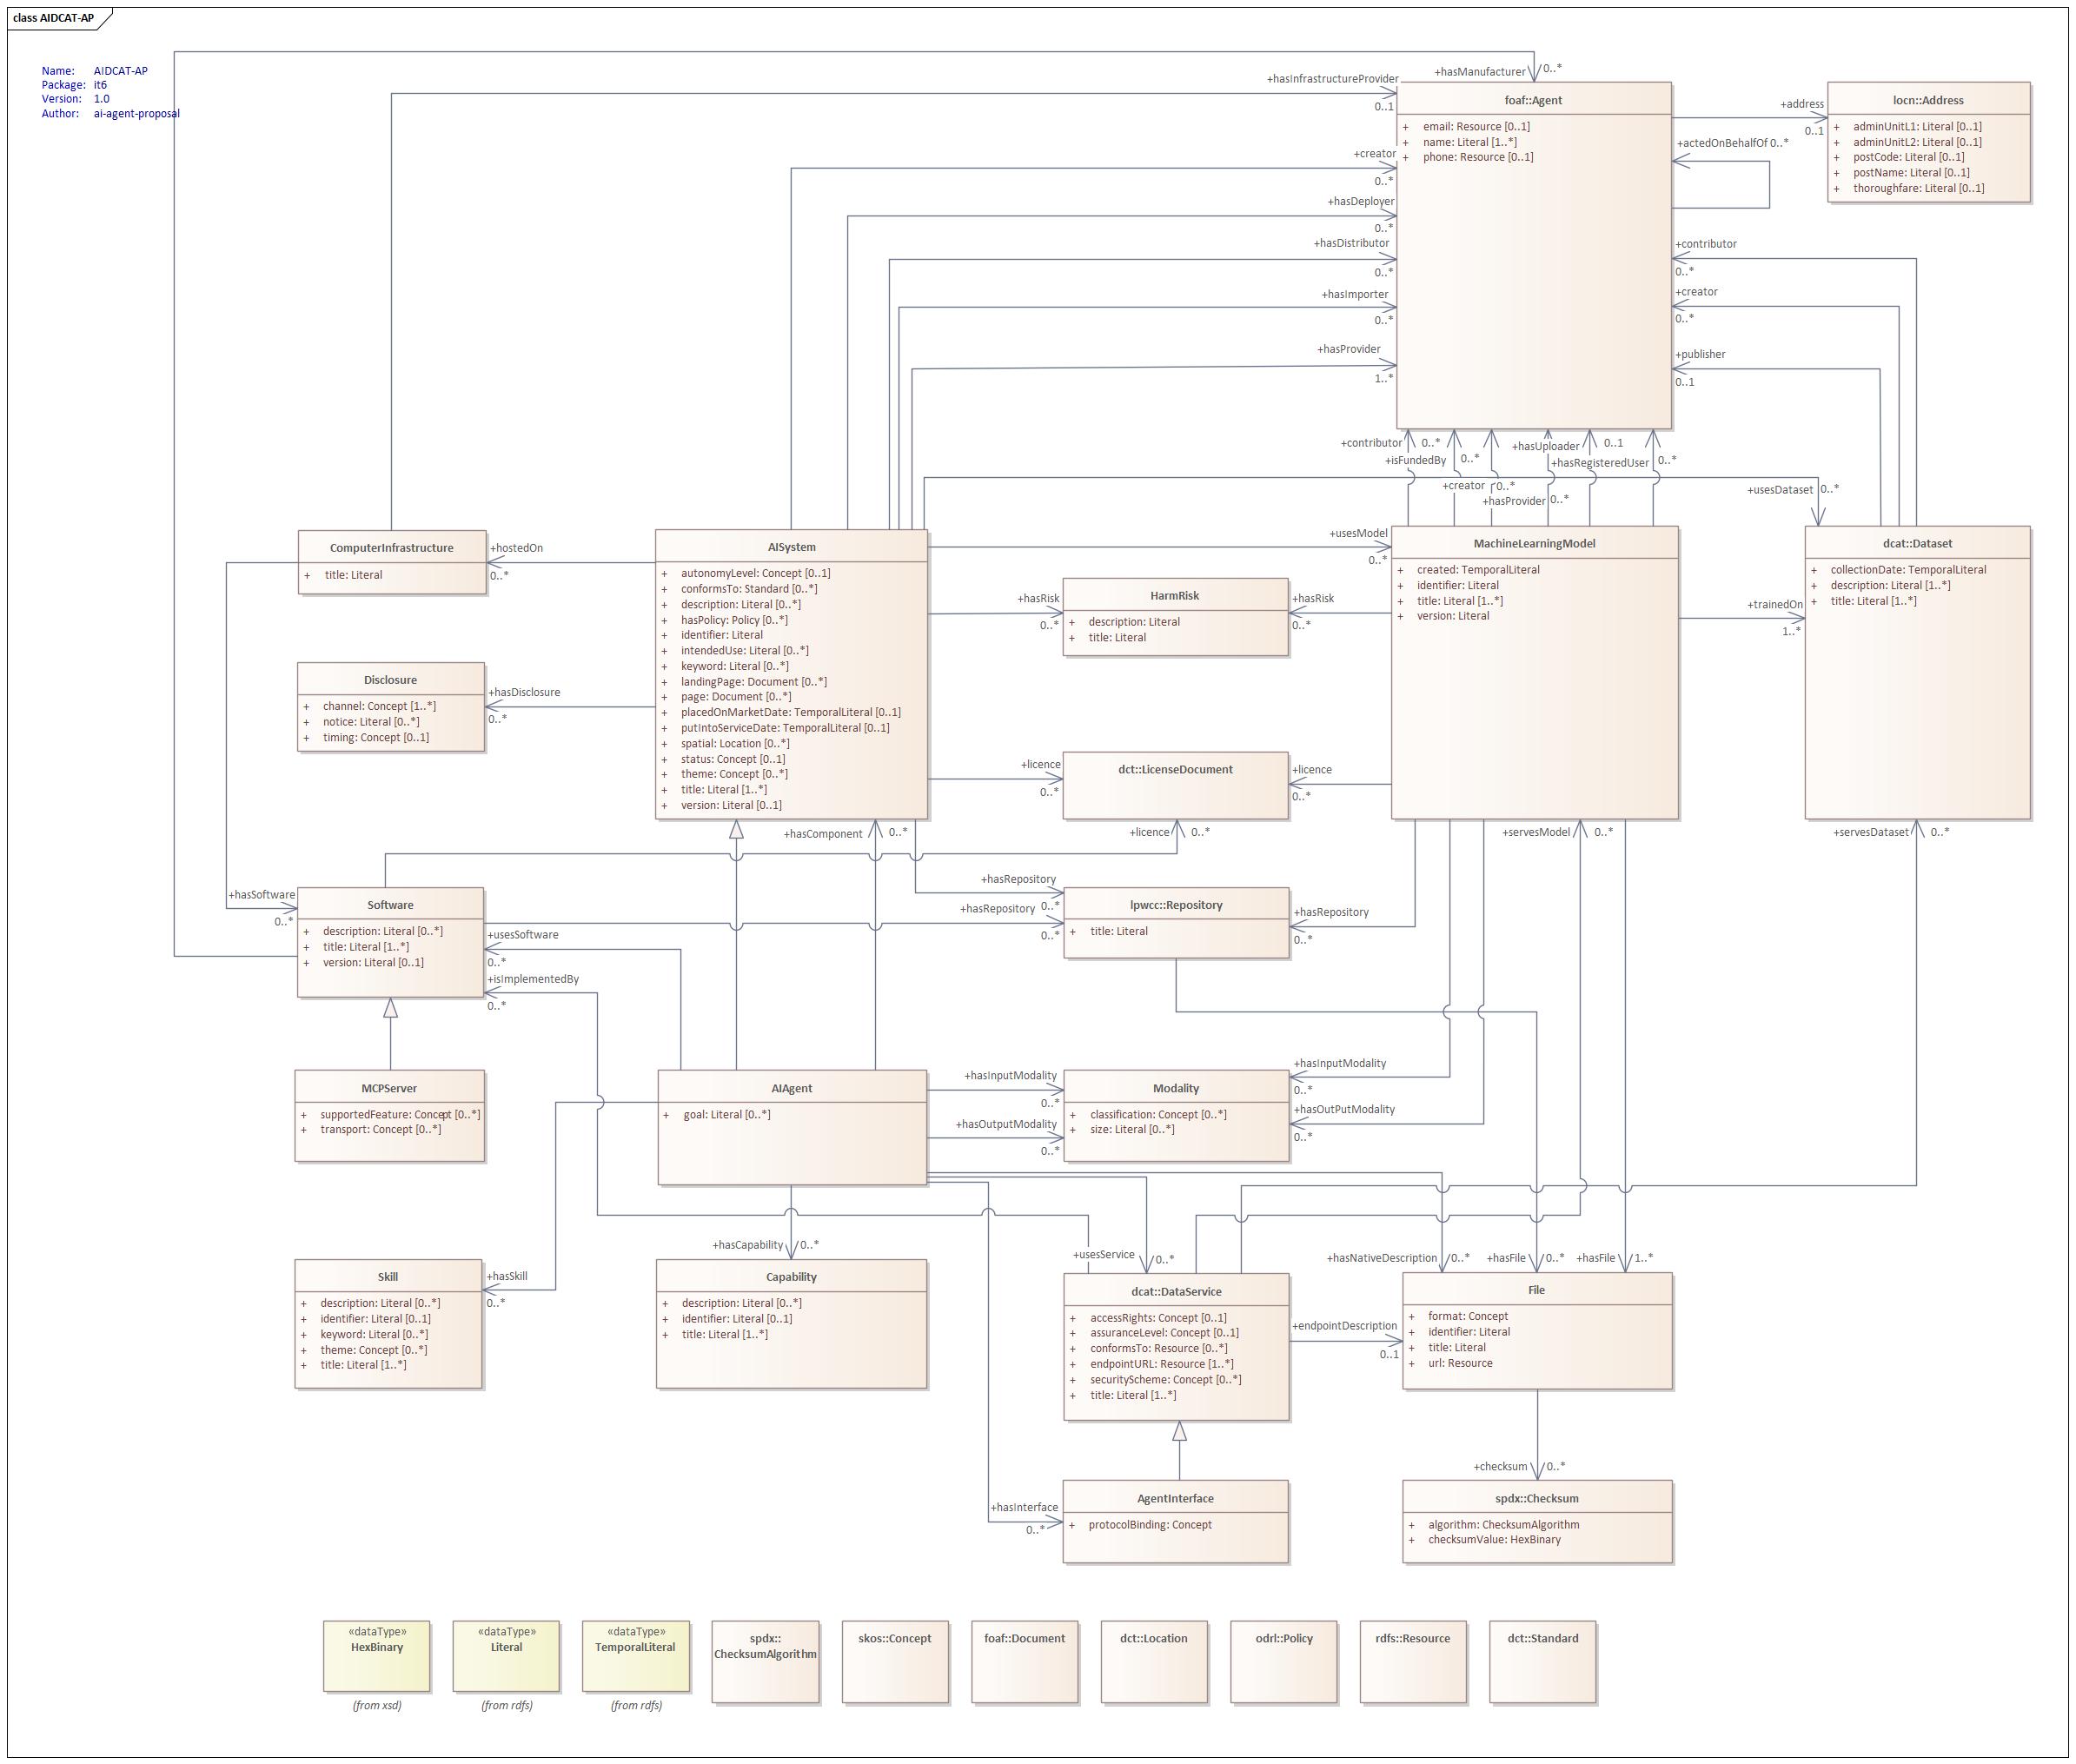 class AIDCAT-AP
Name: AIDCAT-AP
Package: it6
Version: 1.0
Author: ai-agent-proposal
+hasManufacturer 0..*
+hasInfrastructureProvider
0..1
foaf::Agent
+ email: Resource [0..1]
+ name: Literal [1..*]
+ phone: Resource [0..1]
+address
0..1
locn::Address
+ adminUnitL1: Literal [0..1]
+ adminUnitL2: Literal [0..1]
+ postCode: Literal [0..1]
+ postName: Literal [0..1]
+ thoroughfare: Literal [0..1]
+actedOnBehalfOf 0..*
+creator
0..*
+hasDeployer
0..*
+hasDistributor
0..*
+hasImporter
0..*
+hasProvider
1..*
+contributor
0..*
+creator
0..*
+publisher
0..1
+contributor 0..*
+isFundedBy 0..*
+creator 0..*
+hasProvider 0..*
+hasUploader 0..1
+hasRegisteredUser 0..*
+usesDataset 0..*
ComputerInfrastructure
+ title: Literal
+hostedOn
0..*
AISystem
+ autonomyLevel: Concept [0..1]
+ conformsTo: Standard [0..*]
+ description: Literal [0..*]
+ hasPolicy: Policy [0..*]
+ identifier: Literal
+ intendedUse: Literal [0..*]
+ keyword: Literal [0..*]
+ landingPage: Document [0..*]
+ page: Document [0..*]
+ placedOnMarketDate: TemporalLiteral [0..1]
+ putIntoServiceDate: TemporalLiteral [0..1]
+ spatial: Location [0..*]
+ status: Concept [0..1]
+ theme: Concept [0..*]
+ title: Literal [1..*]
+ version: Literal [0..1]
+usesModel
0..*
MachineLearningModel
+ created: TemporalLiteral
+ identifier: Literal
+ title: Literal [1..*]
+ version: Literal
dcat::Dataset
+ collectionDate: TemporalLiteral
+ description: Literal [1..*]
+ title: Literal [1..*]
+trainedOn
1..*
+hasRisk
0..*
HarmRisk
+ description: Literal
+ title: Literal
+hasRisk
0..*
Disclosure
+ channel: Concept [1..*]
+ notice: Literal [0..*]
+ timing: Concept [0..1]
+hasDisclosure
0..*
+licence
0..*
dct::LicenseDocument
+licence
0..*
+licence 0..*
+hasComponent 0..*
+servesModel 0..*
+servesDataset 0..*
+hasSoftware
0..*
Software
+ description: Literal [0..*]
+ title: Literal [1..*]
+ version: Literal [0..1]
+hasRepository
0..*
+hasRepository
0..*
lpwcc::Repository
+ title: Literal
+hasRepository
0..*
+usesSoftware
0..*
+isImplementedBy
0..*
MCPServer
+ supportedFeature: Concept [0..*]
+ transport: Concept [0..*]
AIAgent
+ goal: Literal [0..*]
+hasInputModality
0..*
+hasOutputModality
0..*
Modality
+ classification: Concept [0..*]
+ size: Literal [0..*]
+hasInputModality
0..*
+hasOutPutModality
0..*
+hasCapability 0..*
+usesService 0..*
+hasNativeDescription 0..*
+hasFile 0..*
+hasFile 1..*
Skill
+ description: Literal [0..*]
+ identifier: Literal [0..1]
+ keyword: Literal [0..*]
+ theme: Concept [0..*]
+ title: Literal [1..*]
+hasSkill
0..*
Capability
+ description: Literal [0..*]
+ identifier: Literal [0..1]
+ title: Literal [1..*]
dcat::DataService
+ accessRights: Concept [0..1]
+ assuranceLevel: Concept [0..1]
+ conformsTo: Resource [0..*]
+ endpointURL: Resource [1..*]
+ securityScheme: Concept [0..*]
+ title: Literal [1..*]
+endpointDescription
0..1
File
+ format: Concept
+ identifier: Literal
+ title: Literal
+ url: Resource
+checksum 0..*
+hasInterface
0..*
AgentInterface
+ protocolBinding: Concept
spdx::Checksum
+ algorithm: ChecksumAlgorithm
+ checksumValue: HexBinary
«dataType»
HexBinary
(from xsd)
«dataType»
Literal
(from rdfs)
«dataType»
TemporalLiteral
(from rdfs)
spdx::
ChecksumAlgorithm
skos::Concept
foaf::Document
dct::Location
odrl::Policy
rdfs::Resource
dct::Standard